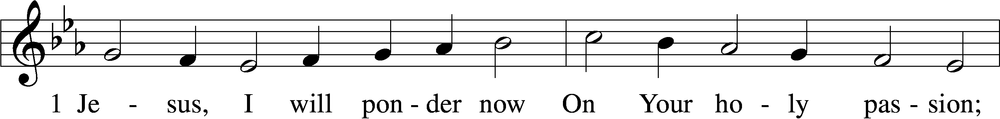 1 Je - sus, I will pon - der now On Your ho - ly pas - sion;